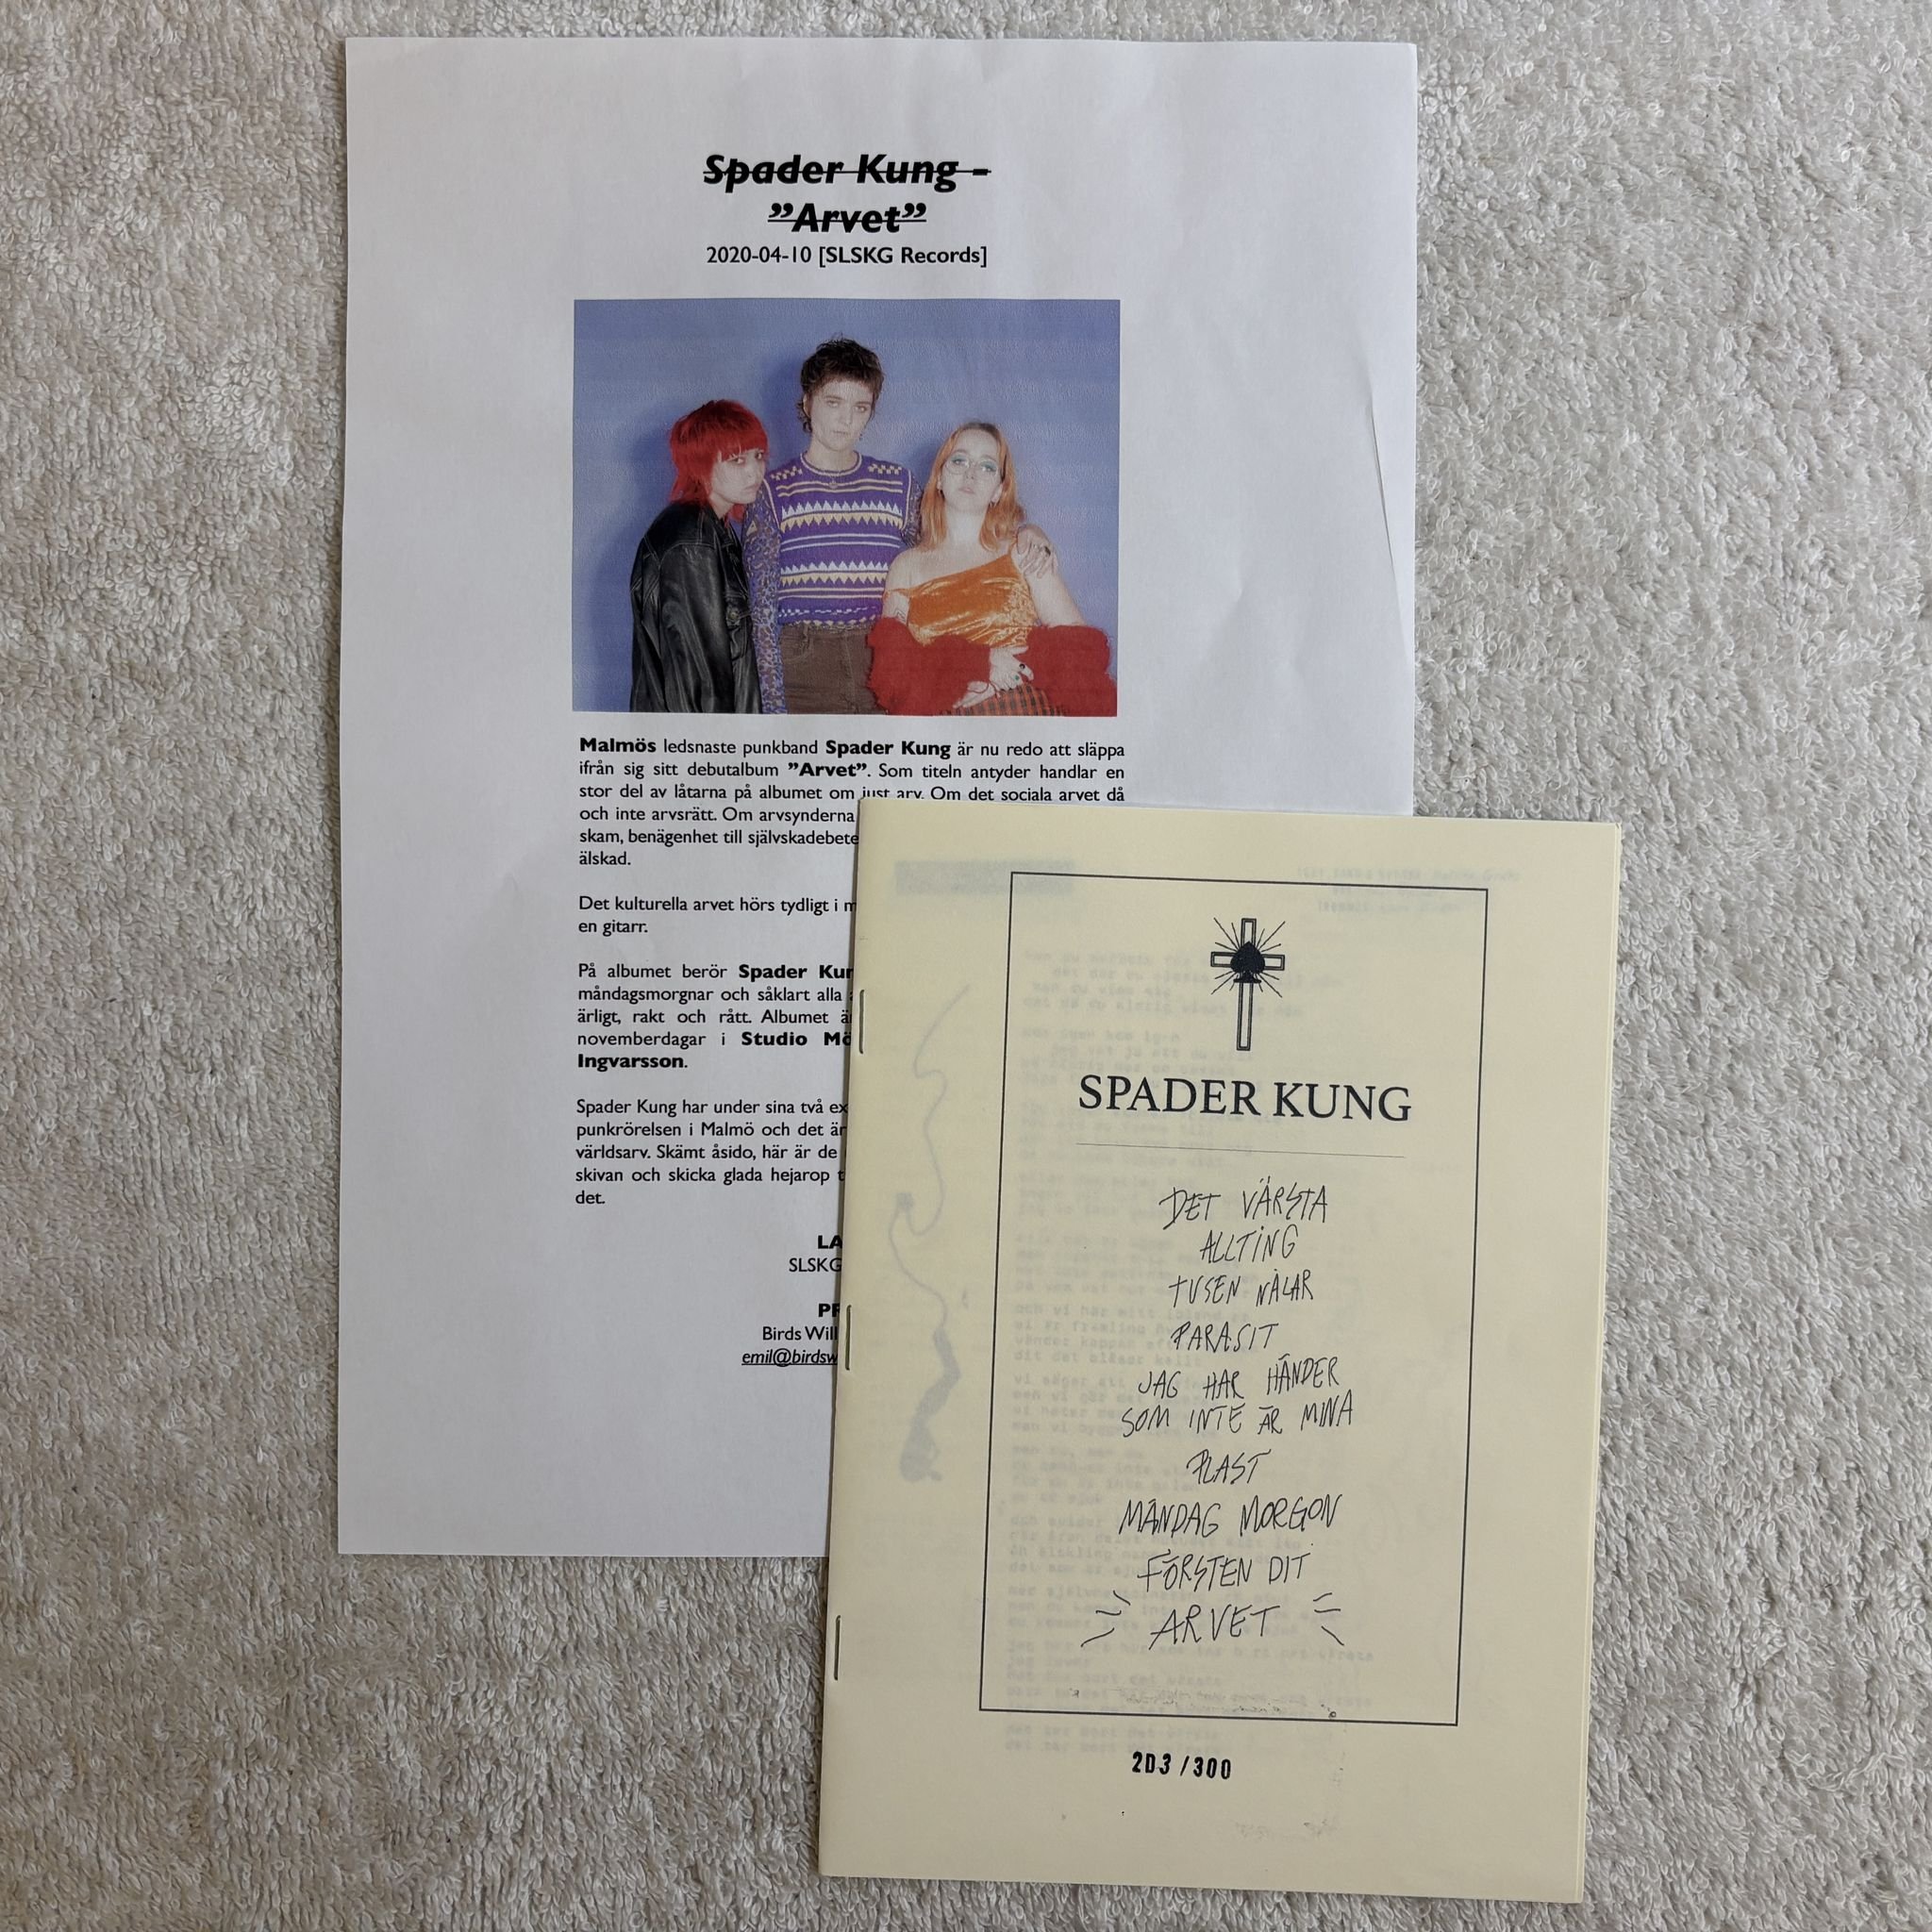 Spader Kung -
”Arvet”
2020-04-10 [SLSKG Records]
Malmös ledsnaste punkband Spader Kung är nu redo att släppa
ifrån sig sitt debutalbum ”Arvet”. Som titeln antyder handlar en
stor del av låtarna på albumet om just arv. Om det sociala arvet då
och inte arvsrätt. Om arvsynderna
skam, benägenhet till självskadebete
älskad.
Det kulturella arvet hörs tydligt i m
en gitarr.
På albumet berör Spader Kun
måndagsmorgnar och såklart alla
ärligt, rakt och rått. Albumet är
novemberdagar i Studio Mö
Ingvarsson.
Spader Kung har under sina två ex
punkrörelsen i Malmö och det är
världsarv. Skämt åsido, här är de
skivan och skicka glada hejarop t
det.
LA
SLSKG
PR
Birds Will
emil@birdsw
SPADER KUNG
DET VÄRSTA
ALLTING
TUSEN NÅLAR
PARASIT
JAG HAR HÄNDER
SOM INTE ÄR MINA
PLAST
MÅNDAG MORGON
FÖRSTEN DIT
ARVET
203/300